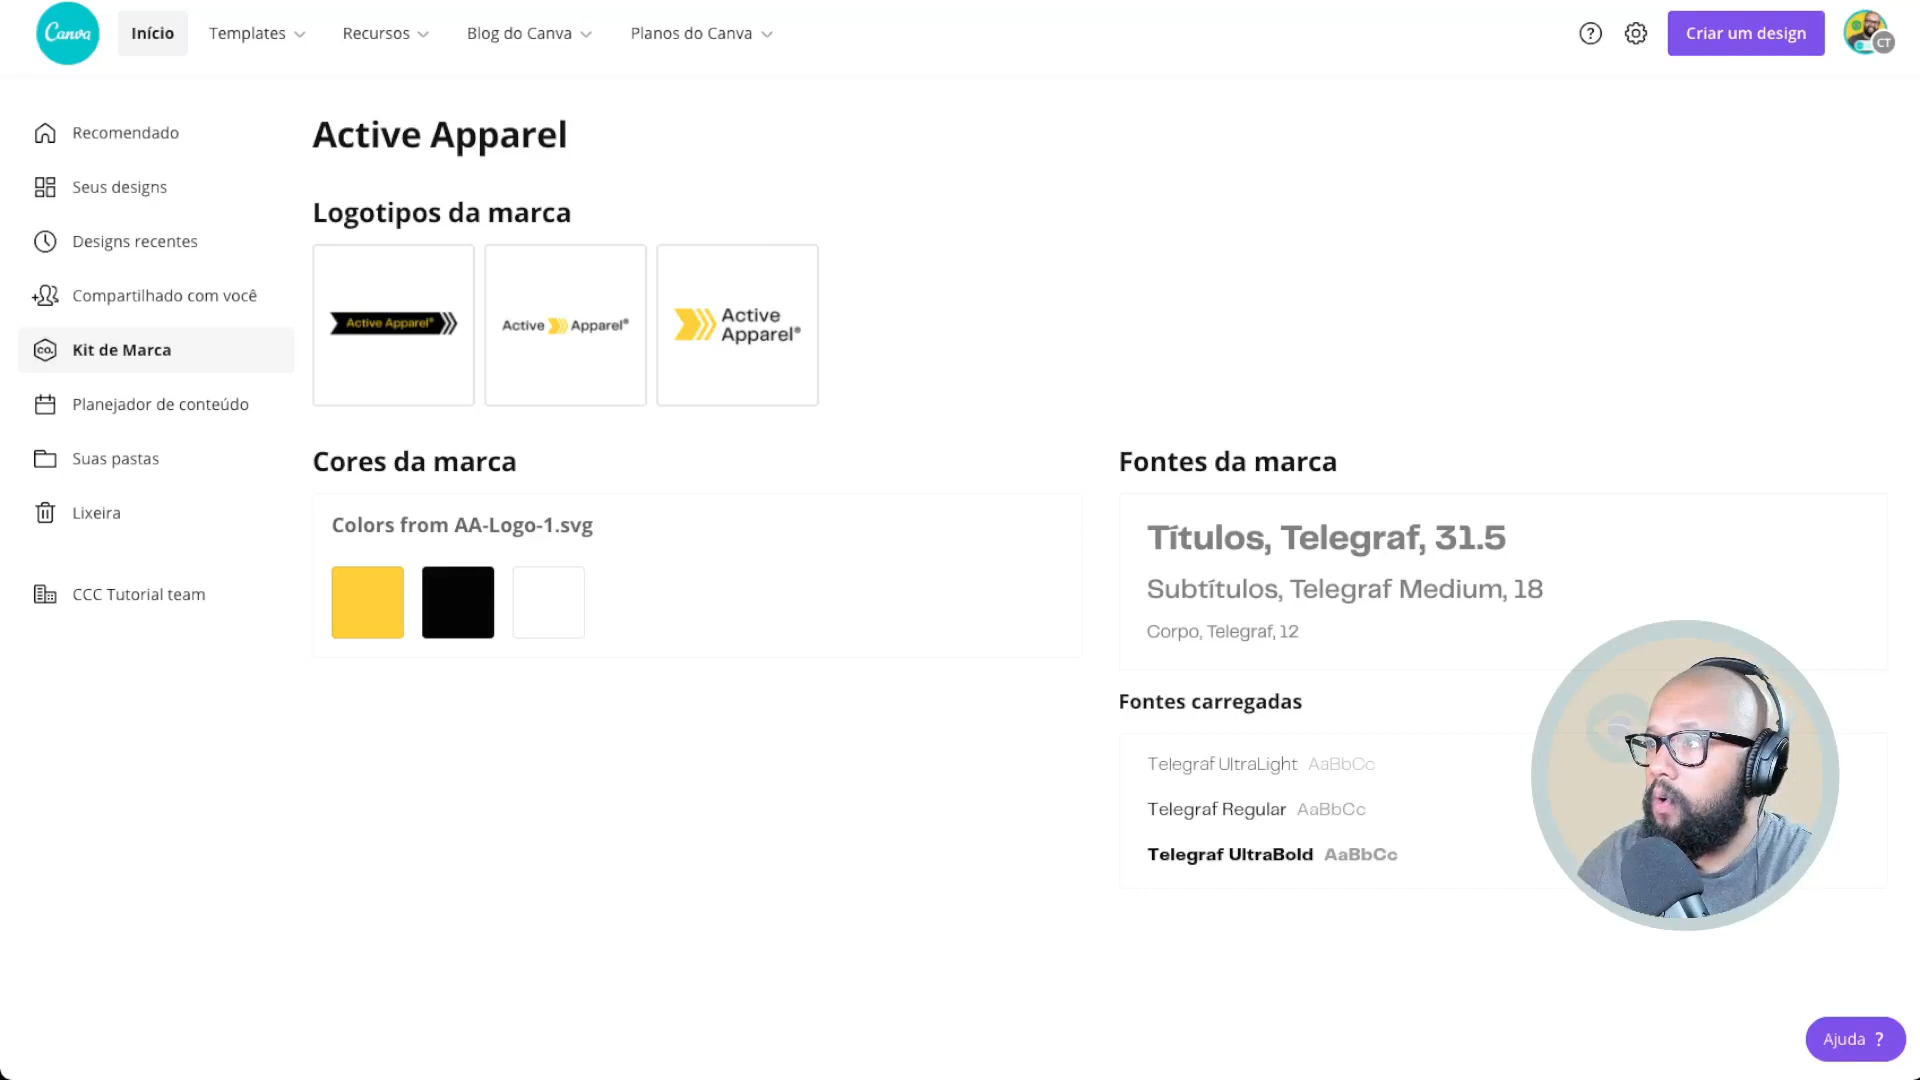 Canva
Início
Templates
Recursos
Blog do Canva
Planos do Canva
?
Criar um design
CT
Recomendado
Seus designs
Designs recentes
Compartilhado com você
co.
Kit de Marca
Planejador de conteúdo
Suas pastas
Lixeira
CCC Tutorial team
Active Apparel
Logotipos da marca
Active Apparel®
Active Apparel®
Active
Apparel®
Cores da marca
Colors from AA-Logo-1.svg
Fontes da marca
Títulos, Telegraf, 31.5
Subtítulos, Telegraf Medium, 18
Corpo, Telegraf, 12
Fontes carregadas
Telegraf UltraLight AaBbCc
Telegraf Regular AaBbCc
Telegraf UltraBold AaBbCc
Ajuda ?